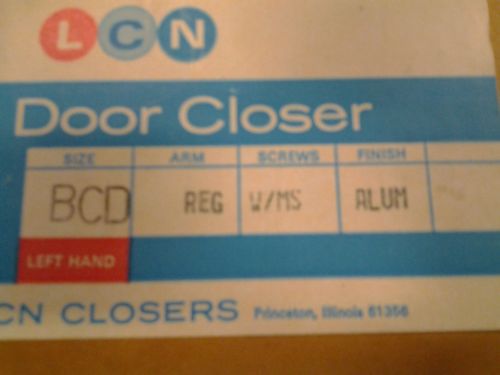 LCN
Door Closer
SIZE ARM SCREWS FINISH
BCD REG W/MS ALUM
LEFT HAND
CN CLOSERS Princeton, Illinois 61356